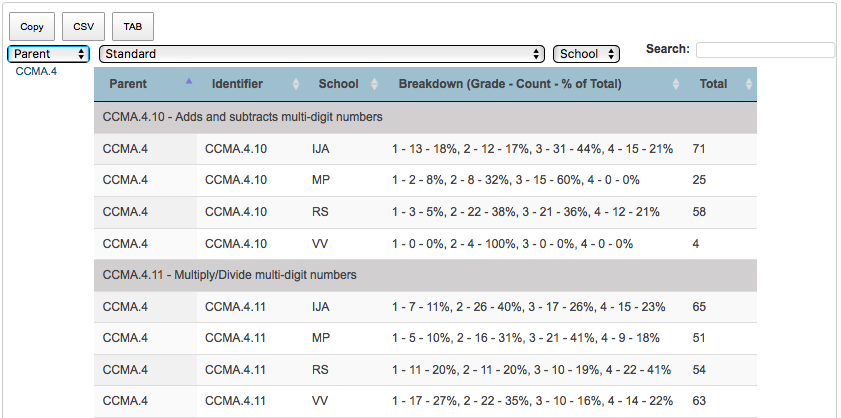 Copy CSV TAB
Parent Standard School Search:
CCMA.4
Parent Identifier School Breakdown (Grade - Count - % of Total) Total
CCMA.4.10 - Adds and subtracts multi-digit numbers
CCMA.4 CCMA.4.10 IJA 1 - 13 - 18%, 2 - 12 - 17%, 3 - 31 - 44%, 4 - 15 - 21% 71
CCMA.4 CCMA.4.10 MP 1 - 2 - 8%, 2 - 8 - 32%, 3 - 15 - 60%, 4 - 0 - 0% 25
CCMA.4 CCMA.4.10 RS 1 - 3 - 5%, 2 - 22 - 38%, 3 - 21 - 36%, 4 - 12 - 21% 58
CCMA.4 CCMA.4.10 VV 1 - 0 - 0%, 2 - 4 - 100%, 3 - 0 - 0%, 4 - 0 - 0% 4
CCMA.4.11 - Multiply/Divide multi-digit numbers
CCMA.4 CCMA.4.11 IJA 1 - 7 - 11%, 2 - 26 - 40%, 3 - 17 - 26%, 4 - 15 - 23% 65
CCMA.4 CCMA.4.11 MP 1 - 5 - 10%, 2 - 16 - 31%, 3 - 21 - 41%, 4 - 9 - 18% 51
CCMA.4 CCMA.4.11 RS 1 - 11 - 20%, 2 - 11 - 20%, 3 - 10 - 19%, 4 - 22 - 41% 54
CCMA.4 CCMA.4.11 VV 1 - 17 - 27%, 2 - 22 - 35%, 3 - 10 - 16%, 4 - 14 - 22% 63